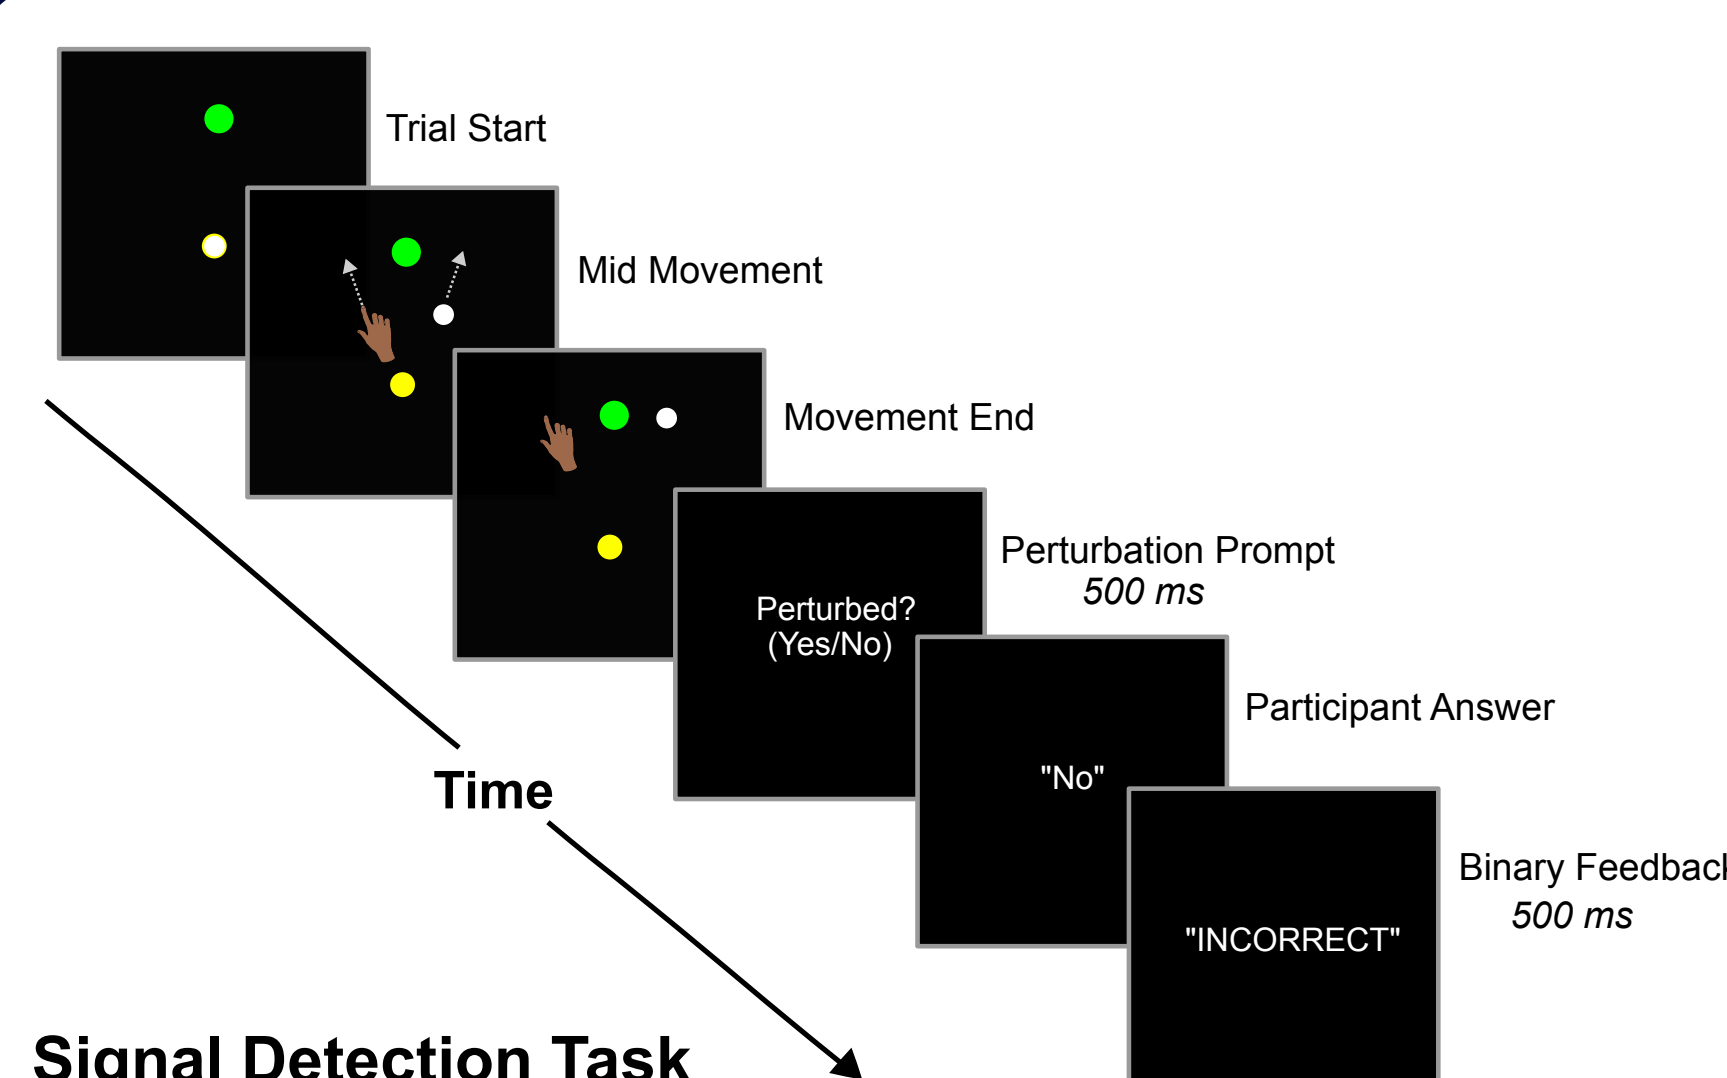 Trial Start
Mid Movement
Movement End
Perturbation Prompt
500 ms
Perturbed?
(Yes/No)
Participant Answer
"No"
Time
Binary Feedback
500 ms
"INCORRECT"
Signal Detection Task